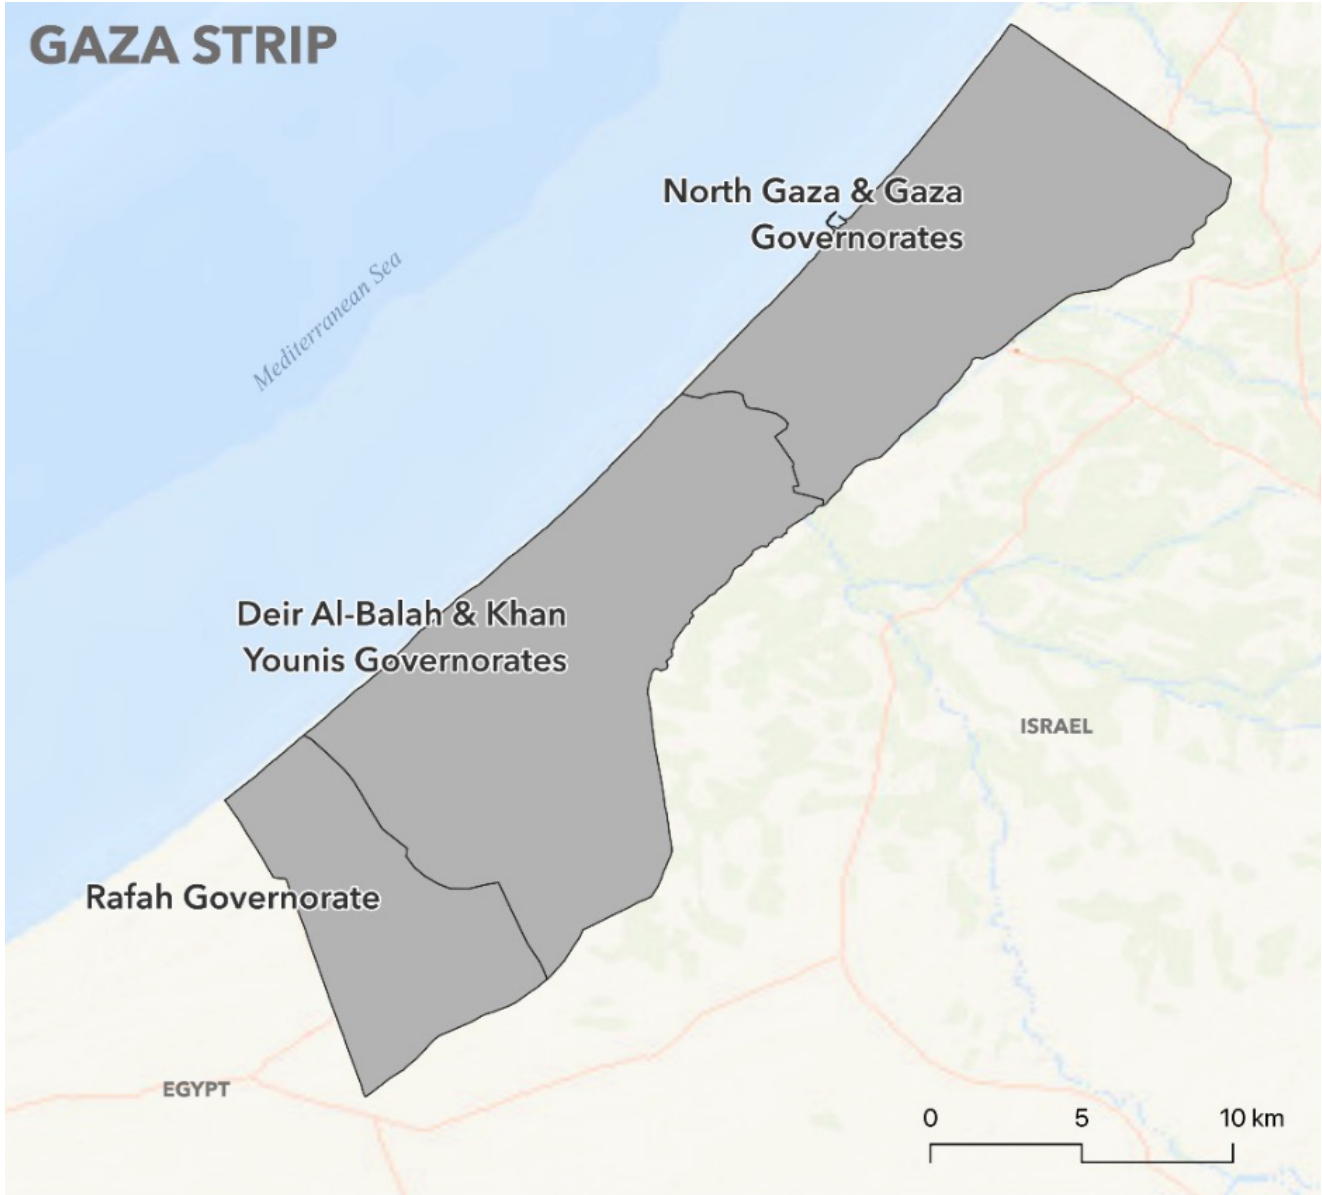 GAZA STRIP
North Gaza & Gaza
Governorates
Mediterranean Sea
Deir Al-Balah & Khan
Younis Governorates
ISRAEL
Rafah Governorate
EGYPT
0 5 10 km